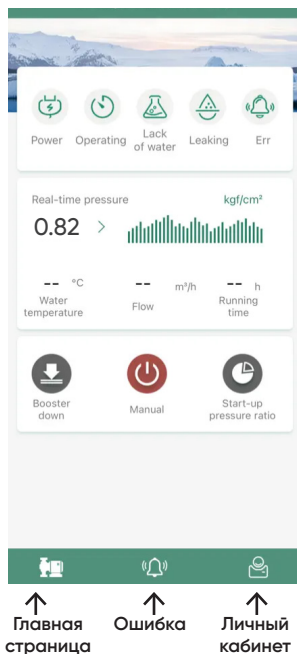 Power Operating Lack of water Leaking Err
Real-time pressure kgf/cm²
0.82 >
-- °C -- m³/h -- h
Water temperature Flow Running time
Booster down Manual Start-up pressure ratio
Главная страница Ошибка Личный кабинет